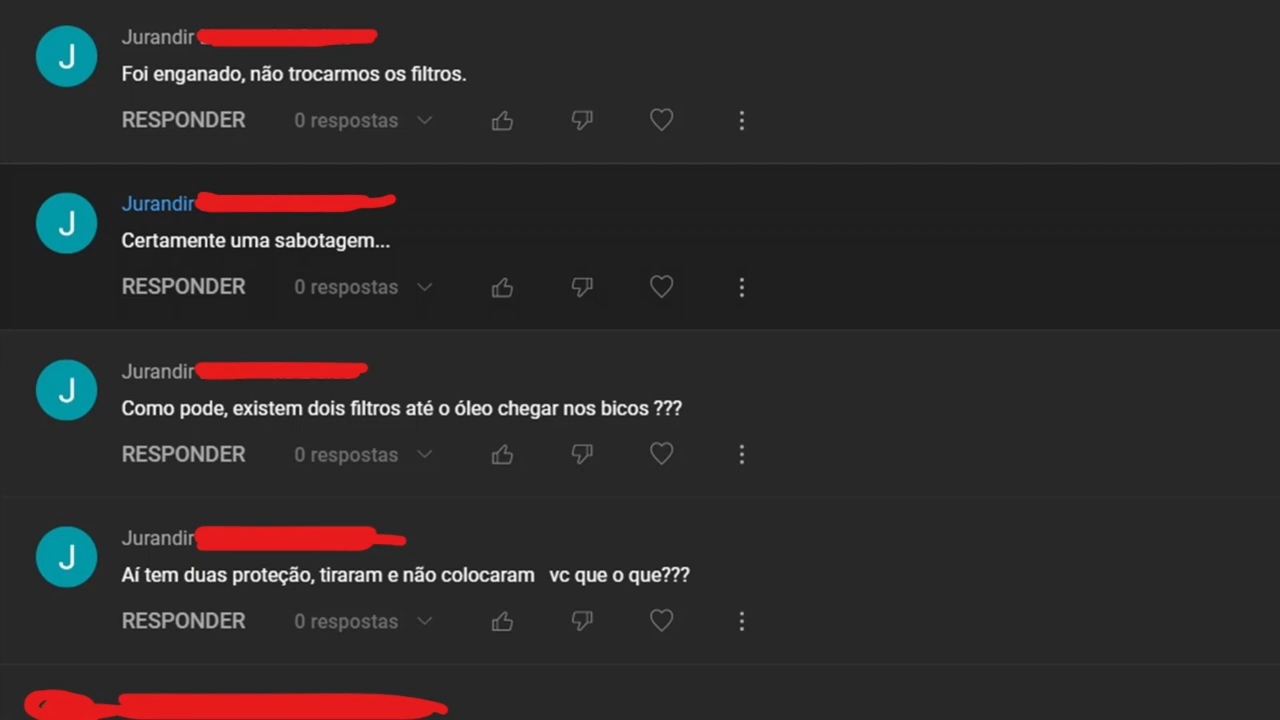 Jurandir
Foi enganado, não trocarmos os filtros.
RESPONDER 0 respostas
Jurandir
Certamente uma sabotagem...
RESPONDER 0 respostas
Jurandir
Como pode, existem dois filtros até o óleo chegar nos bicos ???
RESPONDER 0 respostas
Jurandir
Aí tem duas proteção, tiraram e não colocaram vc que o que???
RESPONDER 0 respostas
J
J
J
J